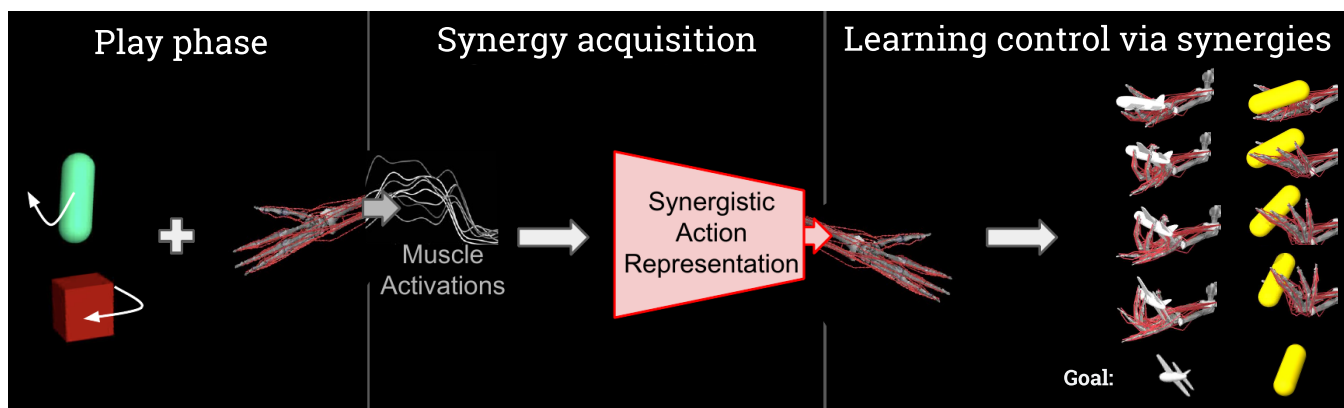 Play phase
Synergy acquisition
Learning control via synergies
Muscle
Activations
Synergistic
Action
Representation
Goal: